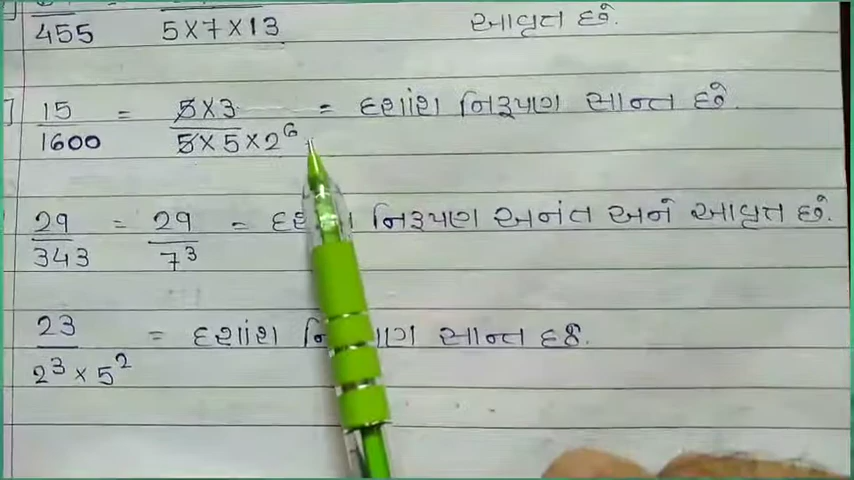 455 5×7×13 આવૃત છે.
15/1600 = 5×3/5×5×2⁶ = દશાંશ નિરૂપણ સાન્ત છે.
29/343 = 29/7³ = નિરૂપણ અનંત અને આવૃત છે.
23/2³×5² = દશાંશ સાન્ત છે.